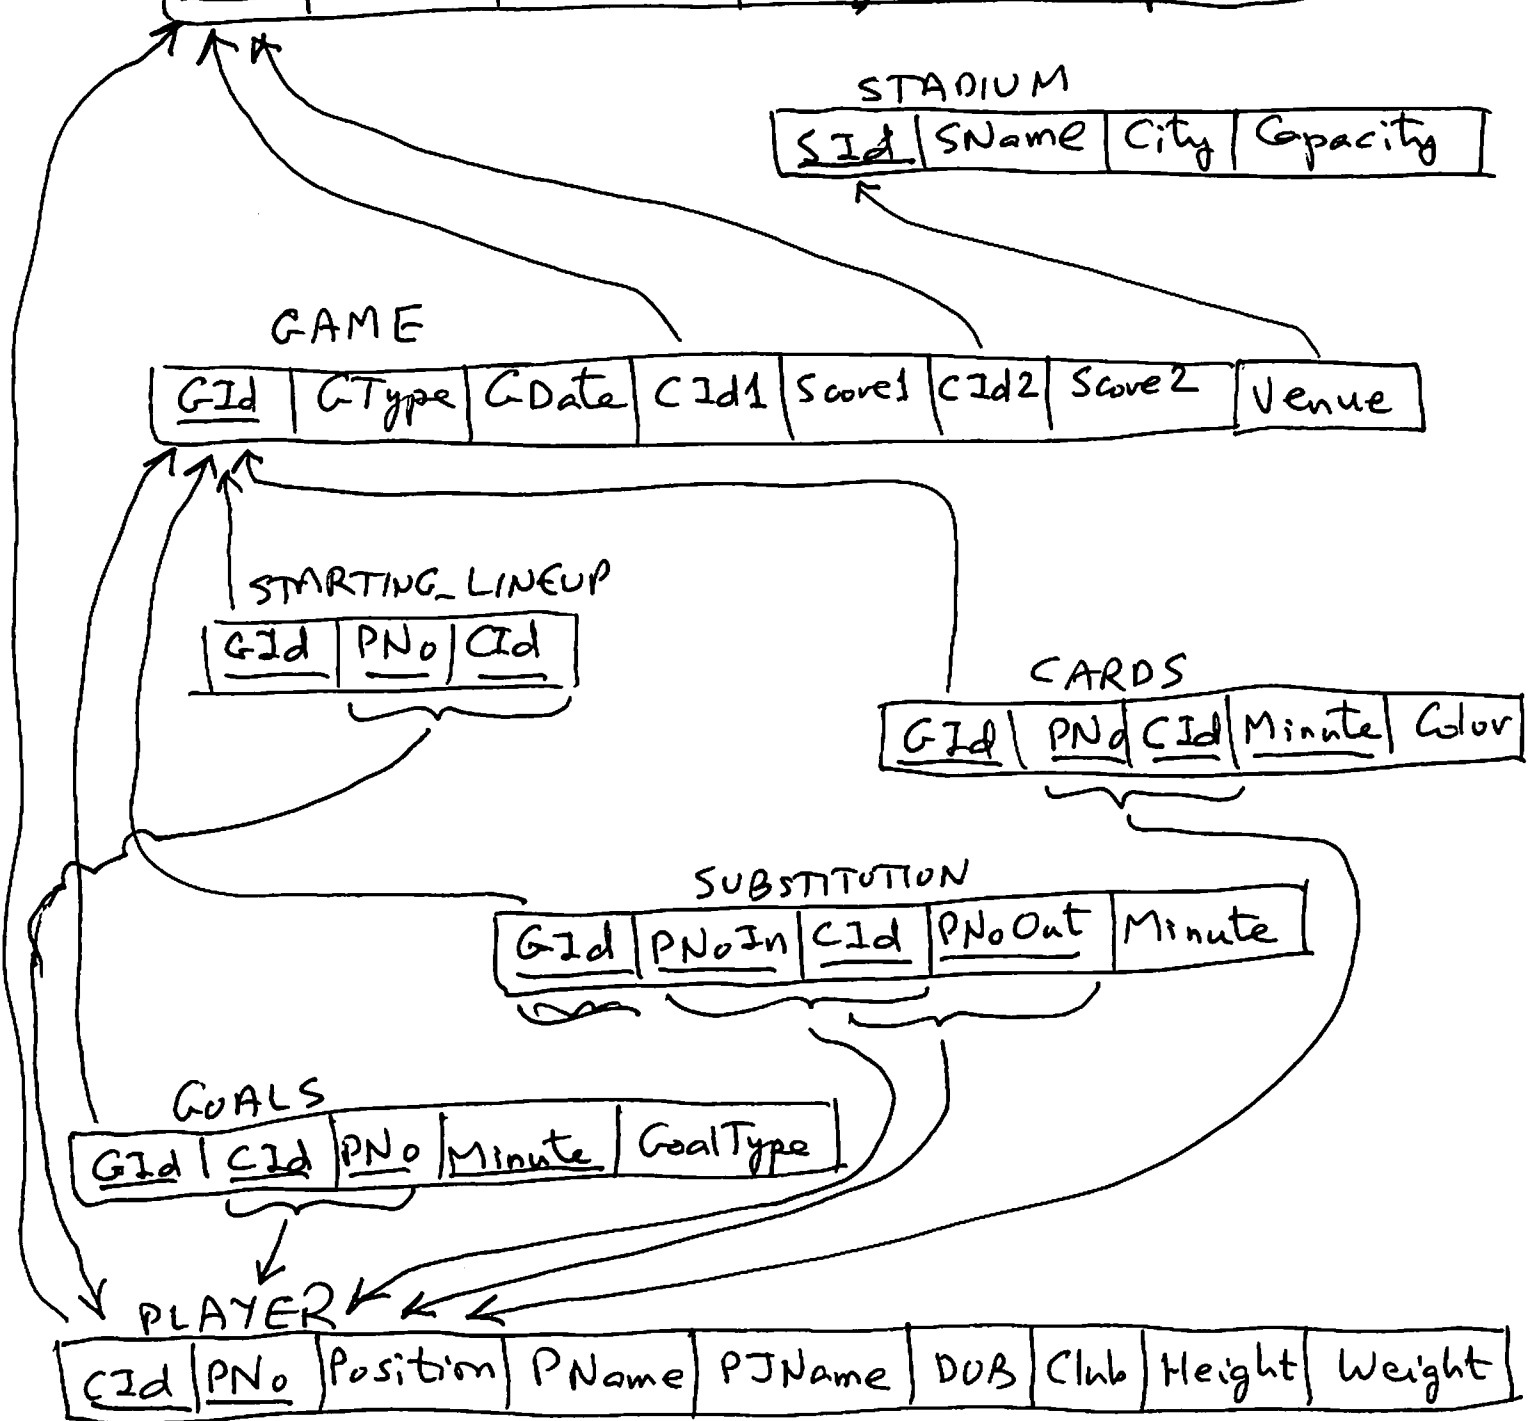 STADIUM
SId SName City Capacity
GAME
GId GType GDate CId1 Score1 CId2 Score2 Venue
STARTING_LINEUP
GId PNo CId
CARDS
GId PNo CId Minute Color
SUBSTITUTION
GId PNoIn CId PNoOut Minute
GOALS
GId CId PNo Minute GoalType
PLAYER
CId PNo Position PName PJName DOB Club Height Weight